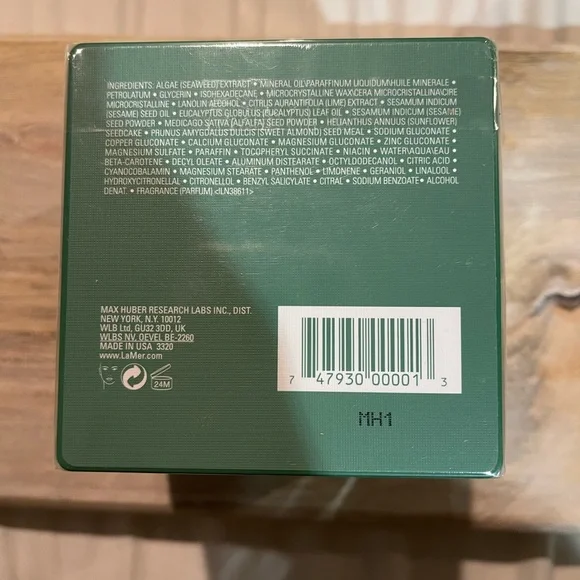 INGREDIENTS: ALGAE (SEAWEED) EXTRACT • MINERAL OIL\PARAFFINUM LIQUIDUM\HUILE MINERALE •
PETROLATUM • GLYCERIN • ISOHEXADECANE • MICROCRYSTALLINE WAX\CERA MICROCRISTALLINA\CIRE
MICROCRISTALLINE • LANOLIN ALCOHOL • CITRUS AURANTIFOLIA (LIME) EXTRACT • SESAMUM INDICUM
(SESAME) SEED OIL • EUCALYPTUS GLOBULUS (EUCALYPTUS) LEAF OIL • SESAMUM INDICUM (SESAME)
SEED POWDER • MEDICAGO SATIVA (ALFALFA) SEED POWDER • HELIANTHUS ANNUUS (SUNFLOWER)
SEEDCAKE • PRUNUS AMYGDALUS DULCIS (SWEET ALMOND) SEED MEAL • SODIUM GLUCONATE •
COPPER GLUCONATE • CALCIUM GLUCONATE • MAGNESIUM GLUCONATE • ZINC GLUCONATE •
MAGNESIUM SULFATE • PARAFFIN • TOCOPHERYL SUCCINATE • NIACIN • WATER\AQUA\EAU •
BETA-CAROTENE • DECYL OLEATE • ALUMINUM DISTEARATE • OCTYLDODECANOL • CITRIC ACID •
CYANOCOBALAMIN • MAGNESIUM STEARATE • PANTHENOL • LIMONENE • GERANIOL • LINALOOL •
HYDROXYCITRONELLAL • CITRONELLOL • BENZYL SALICYLATE • CITRAL • SODIUM BENZOATE • ALCOHOL
DENAT. • FRAGRANCE (PARFUM) <ILN38611>
MAX HUBER RESEARCH LABS INC., DIST.
NEW YORK, N.Y. 10012
WLB Ltd, GU32 3DD, UK
WLBS NV, OEVEL BE-2260
MADE IN USA 3320
www.LaMer.com
24M
7 47930 00001 3
MH1